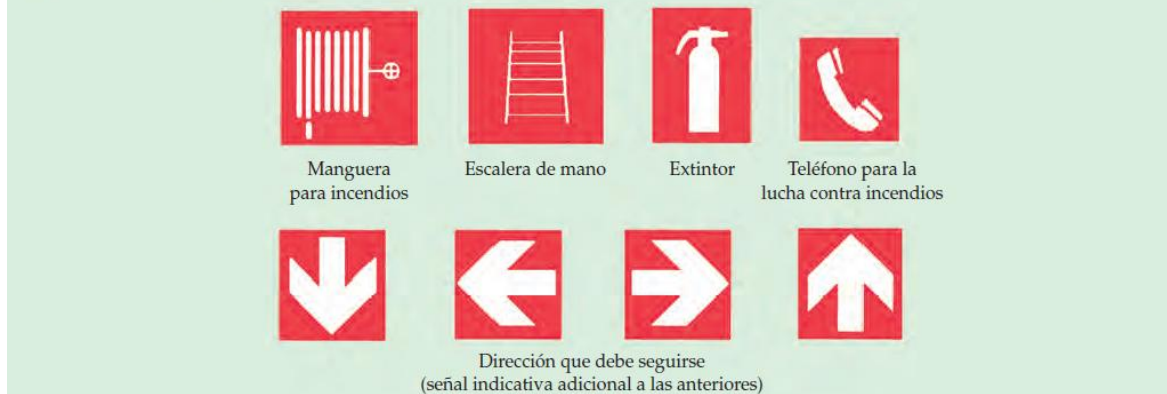 Manguera
para incendios
Escalera de mano
Extintor
Teléfono para la
lucha contra incendios
Dirección que debe seguirse
(señal indicativa adicional a las anteriores)